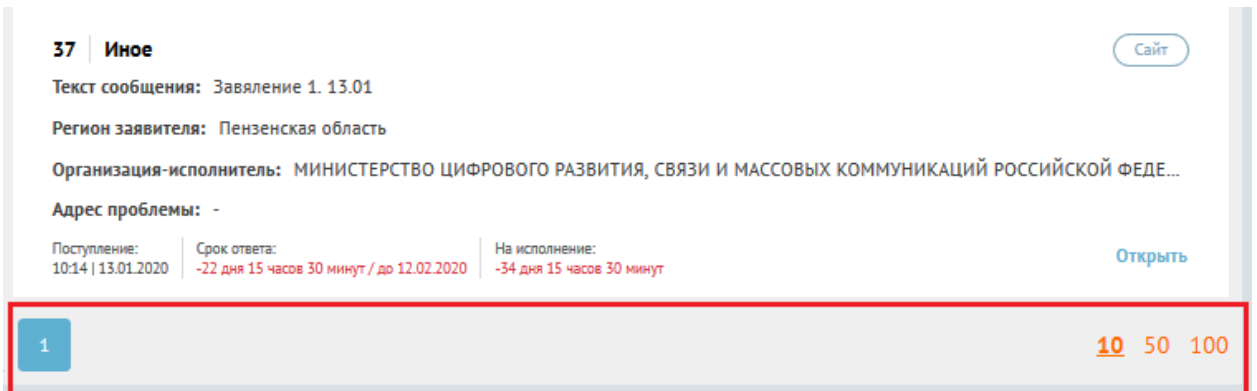 37 Иное Сайт
Текст сообщения: Завяление 1. 13.01
Регион заявителя: Пензенская область
Организация-исполнитель: МИНИСТЕРСТВО ЦИФРОВОГО РАЗВИТИЯ, СВЯЗИ И МАССОВЫХ КОММУНИКАЦИЙ РОССИЙСКОЙ ФЕДЕ...
Адрес проблемы: -
Поступление: Срок ответа: На исполнение:
10:14 | 13.01.2020 -22 дня 15 часов 30 минут / до 12.02.2020 -34 дня 15 часов 30 минут
Открыть
1 10 50 100